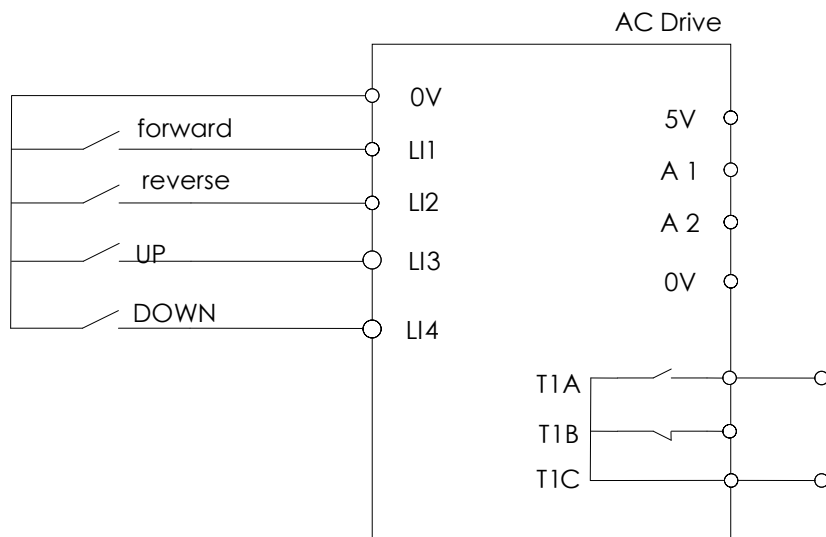 AC Drive
0V
5V
forward
LI1
A 1
reverse
LI2
A 2
UP
LI3
0V
DOWN
LI4
T1A
T1B
T1C